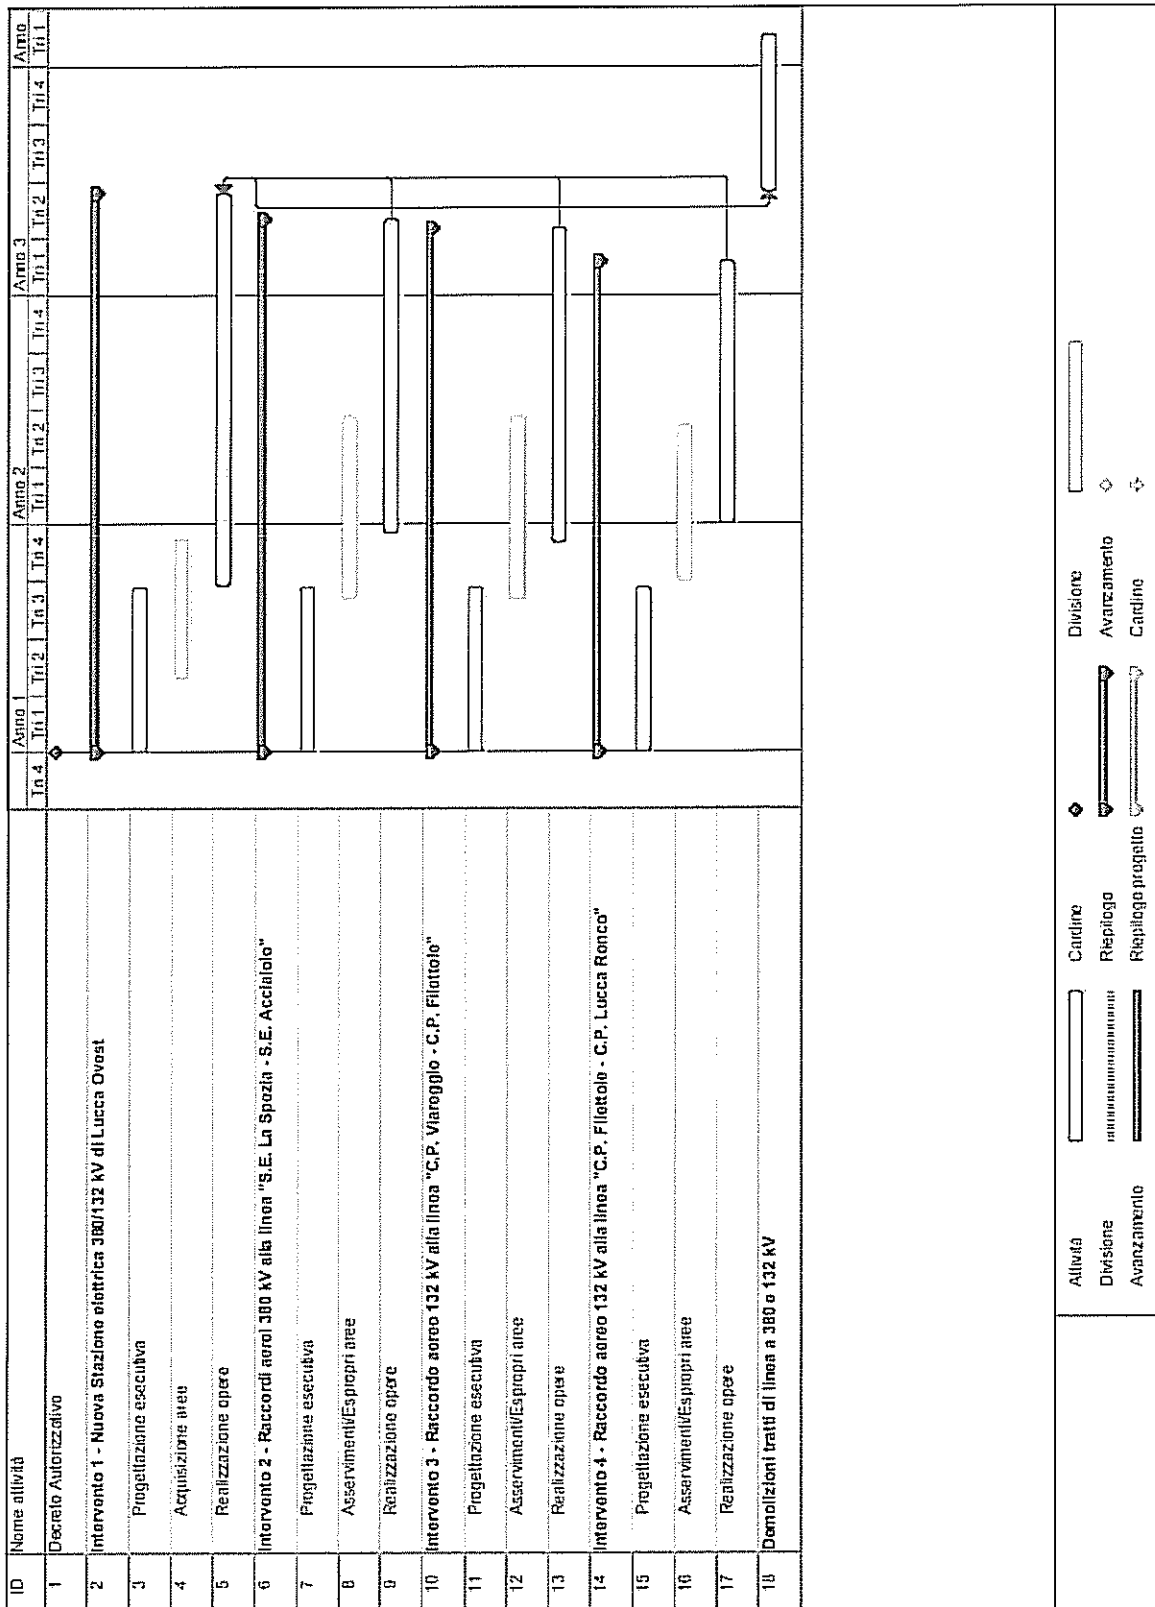 ID Nome attività Tri 4 Anno 1 Tri 1 Tri 2 Tri 3 Tri 4 Anno 2 Tri 1 Tri 2 Tri 3 Tri 4 Anno 3 Tri 1 Tri 2 Tri 3 Tri 4 Anno Tri 1
1 Decreto Autorizzativo
2 Intervento 1 - Nuova Stazione elettrica 380/132 kV di Lucca Ovest
3 Progettazione esecutiva
4 Acquisizione aree
5 Realizzazione opere
6 Intervento 2 - Raccordi aerei 380 kV alla linea "S.E. La Spezia - S.E. Acciaiolo"
7 Progettazione esecutiva
8 Asservimenti/Espropri aree
9 Realizzazione opere
10 Intervento 3 - Raccordo aereo 132 kV alla linea "C.P. Viareggio - C.P. Filettole"
11 Progettazione esecutiva
12 Asservimenti/Espropri aree
13 Realizzazione opere
14 Intervento 4 - Raccordo aereo 132 kV alla linea "C.P. Filettole - C.P. Lucca Ronco"
15 Progettazione esecutiva
16 Asservimenti/Espropri aree
17 Realizzazione opere
18 Demolizioni tratti di linea a 380 e 132 kV
Attività Cardine Divisione
Divisione Riepilogo Avanzamento
Avanzamento Riepilogo progetto Cardine